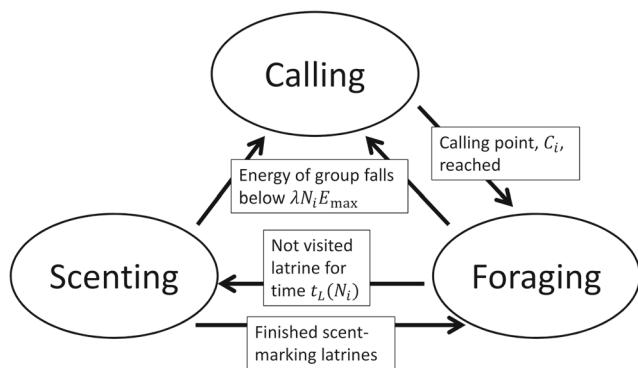 Calling
Calling point, $C_i$,
reached
Energy of group falls
below $\lambda N_i E_{\max}$
Scenting
Not visited
latrine for
time $t_L(N_i)$
Foraging
Finished scent-
marking latrines